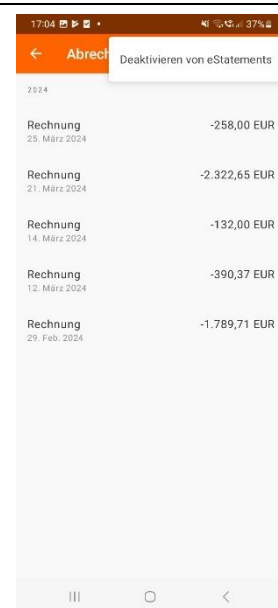 17:04
37%
Abrech
Deaktivieren von eStatements
2024
Rechnung -258,00 EUR
25. März 2024
Rechnung -2.322,65 EUR
21. März 2024
Rechnung -132,00 EUR
14. März 2024
Rechnung -390,37 EUR
12. März 2024
Rechnung -1.789,71 EUR
29. Feb. 2024